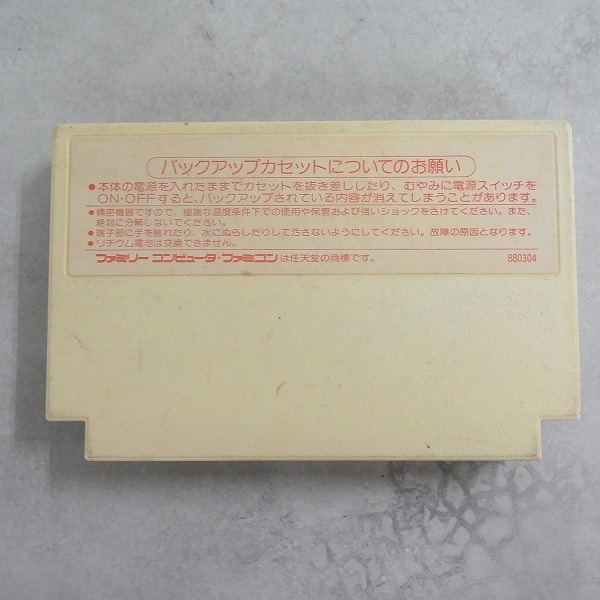 バックアップカセットについてのお願い
●本体の電源を入れたままでカセットを抜き差ししたり、むやみに電源スイッチを
ON·OFFすると、バックアップされている内容が消えてしまうことがあります。
●精密機器ですので、極端な温度条件下での使用や保管および強いショックをさけてください。また、
絶対に分解しないでください。
●端子部に手を触れたり、水にぬらしたりして汚さないようにしてください。故障の原因となります。
●リチウム電池は交換できません。
ファミリー コンピュータ・ファミコンは任天堂の商標です。 880304